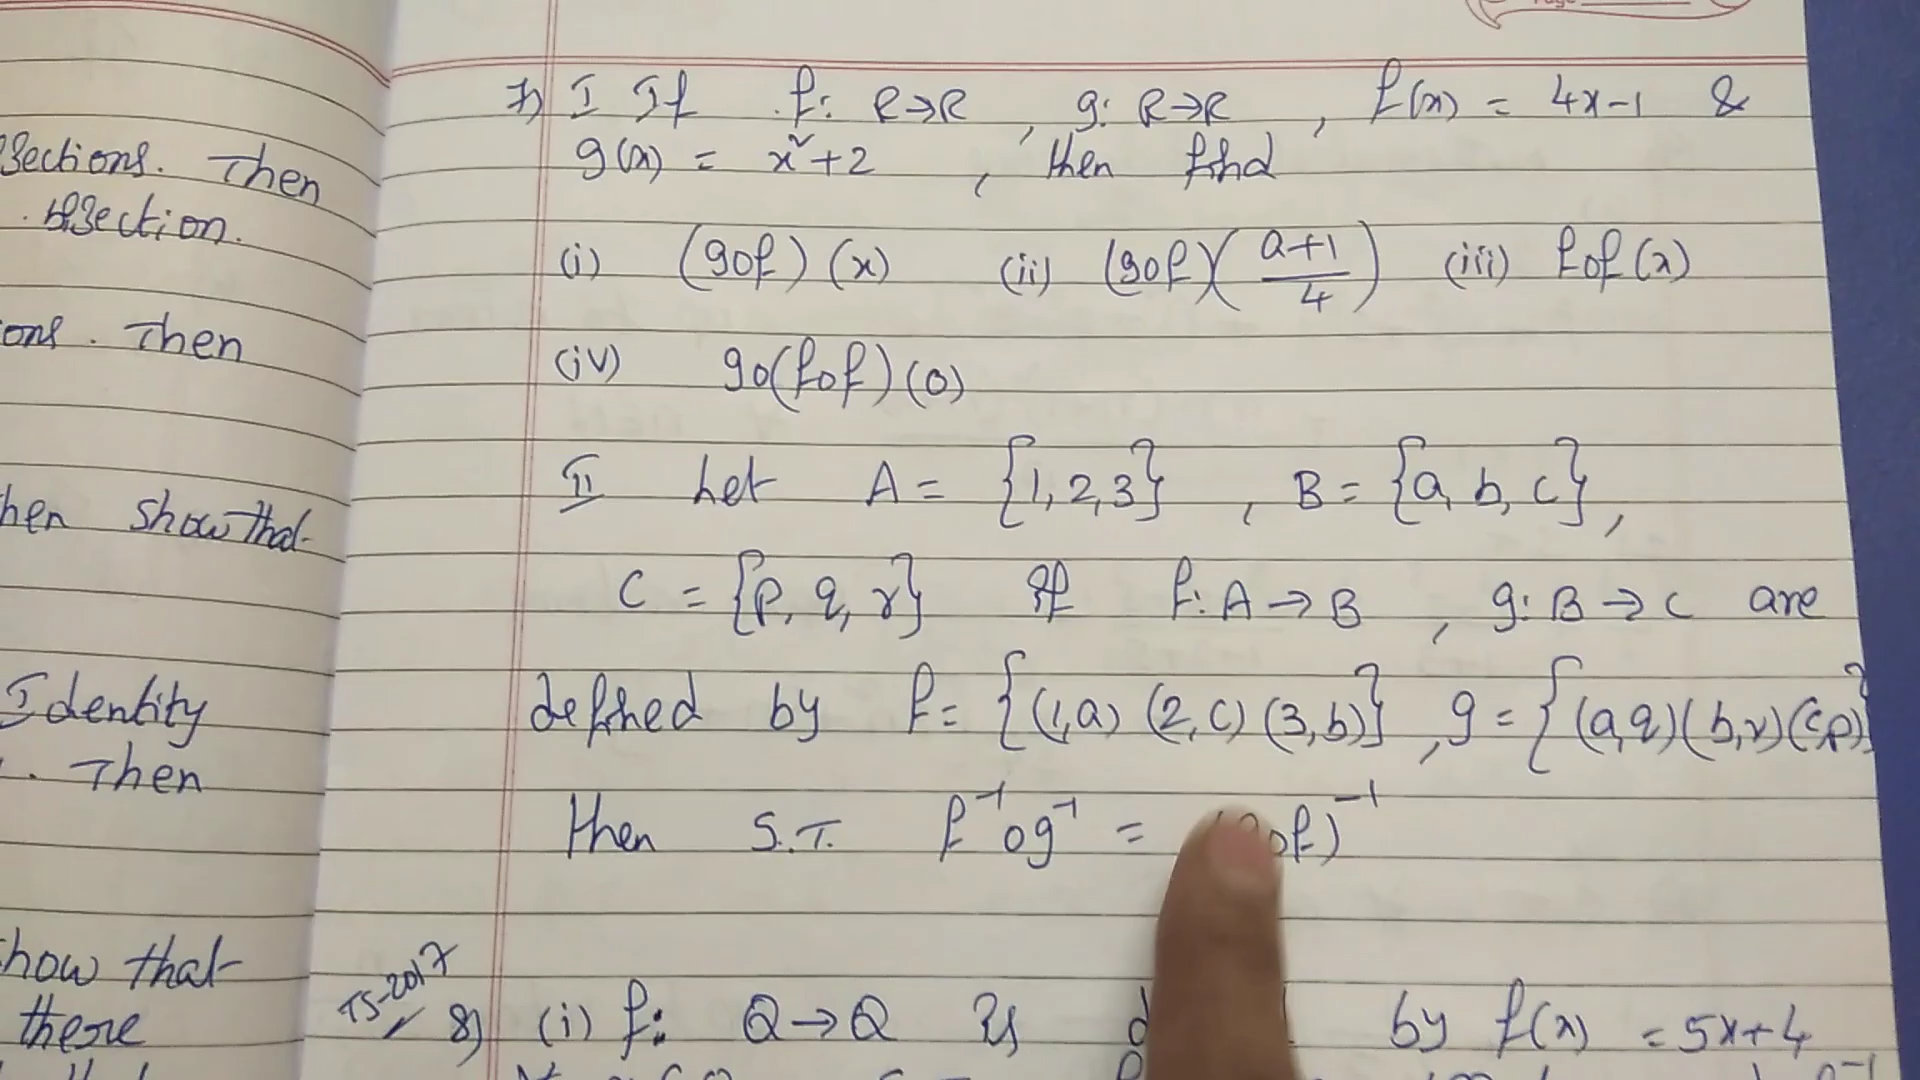 Sections. Then
bijection.
ons. Then
hen show that
Identity
. Then
how that
there
7) I If f: R→R, g: R→R, f(x) = 4x-1 &
g(x) = x²+2, then find
(i) (gof)(x) (ii) (gof)((a+1)/4) (iii) fof(x)
(iv) go(fof)(0)
II Let A = {1,2,3}, B = {a, b, c},
C = {p, q, r} If f: A→B, g: B→C are
defined by f = {(1,a) (2,c) (3,b)}, g = {(a,q)(b,r)(c,p)}
then S.T. f⁻¹og⁻¹ = (gof)⁻¹
TS-2017
8) (i) f: Q→Q is by f(x) = 5x+4